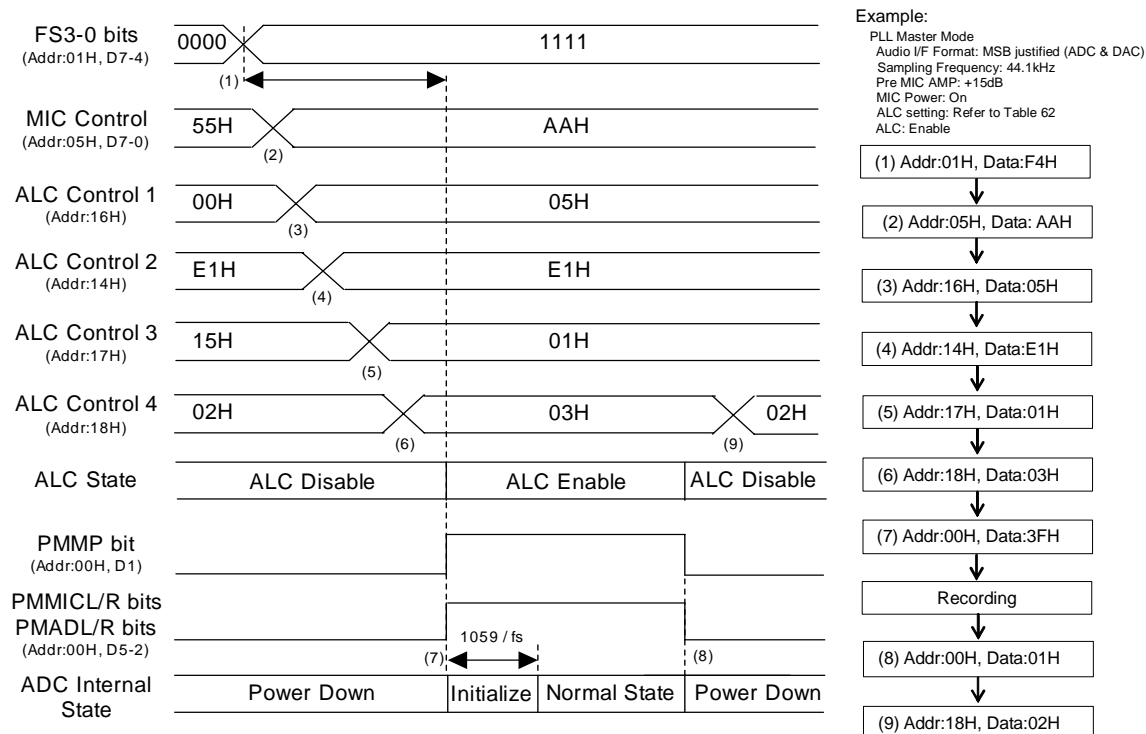 FS3-0 bits
(Addr:01H, D7-4)
0000
1111
(1)
MIC Control
(Addr:05H, D7-0)
55H
AAH
(2)
ALC Control 1
(Addr:16H)
00H
05H
(3)
ALC Control 2
(Addr:14H)
E1H
E1H
(4)
ALC Control 3
(Addr:17H)
15H
01H
(5)
ALC Control 4
(Addr:18H)
02H
03H
02H
(6)
(9)
ALC State
ALC Disable
ALC Enable
ALC Disable
PMMP bit
(Addr:00H, D1)
PMMICL/R bits
PMADL/R bits
(Addr:00H, D5-2)
1059 / fs
(7)
(8)
ADC Internal
State
Power Down
Initialize
Normal State
Power Down
Example:
PLL Master Mode
Audio I/F Format: MSB justified (ADC & DAC)
Sampling Frequency: 44.1kHz
Pre MIC AMP: +15dB
MIC Power: On
ALC setting: Refer to Table 62
ALC: Enable
(1) Addr:01H, Data:F4H
(2) Addr:05H, Data: AAH
(3) Addr:16H, Data:05H
(4) Addr:14H, Data:E1H
(5) Addr:17H, Data:01H
(6) Addr:18H, Data:03H
(7) Addr:00H, Data:3FH
Recording
(8) Addr:00H, Data:01H
(9) Addr:18H, Data:02H